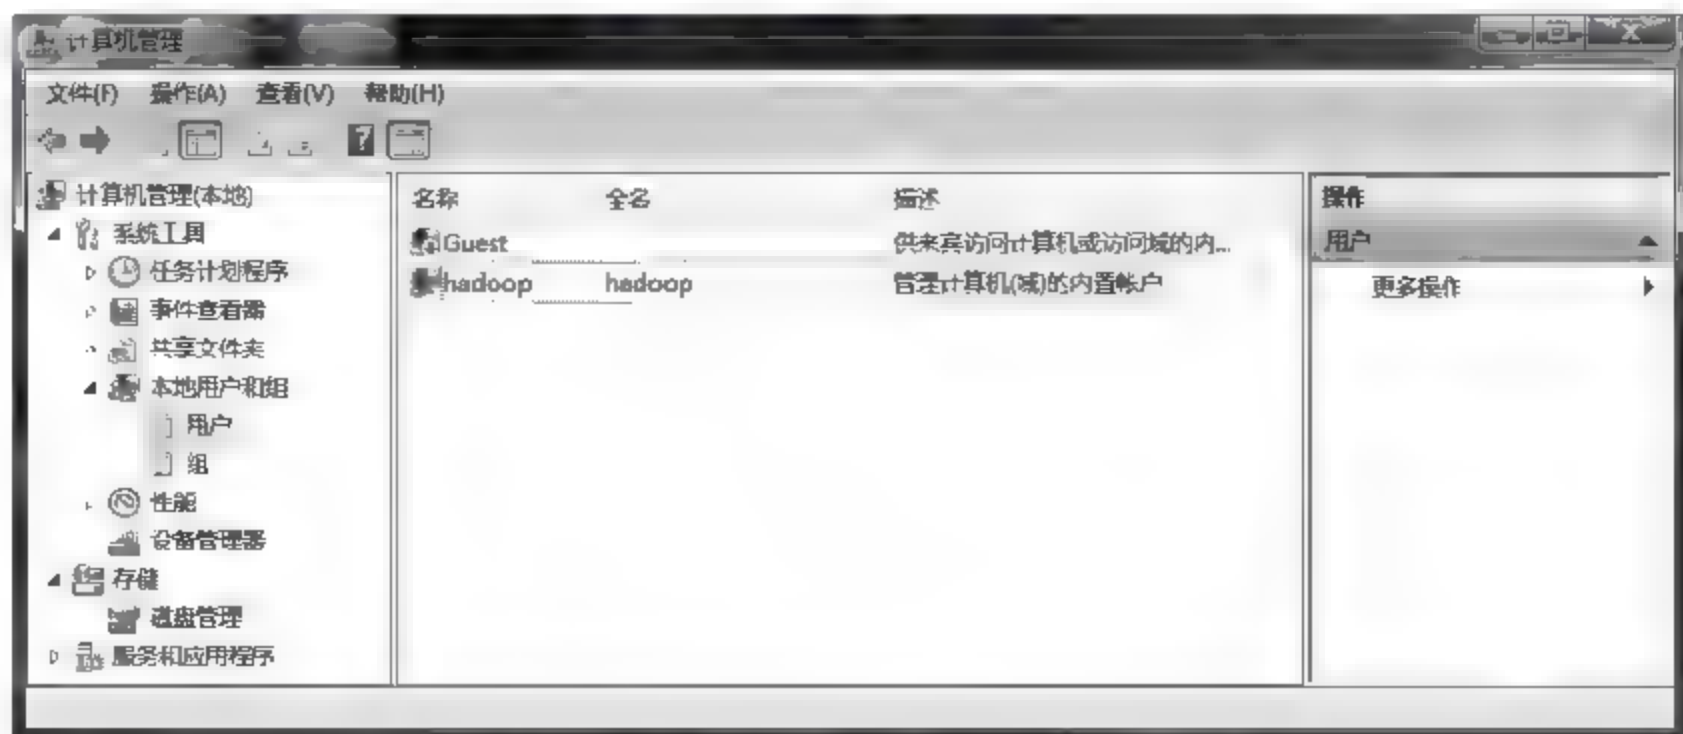 计算机管理
文件(F) 操作(A) 查看(V) 帮助(H)
计算机管理(本地)
系统工具
任务计划程序
事件查看器
共享文件夹
本地用户和组
用户
组
性能
设备管理器
存储
磁盘管理
服务和应用程序
名称 全名 描述
Guest 供来宾访问计算机或访问域的内...
hadoop hadoop 管理计算机(域)的内置帐户
操作
用户
更多操作